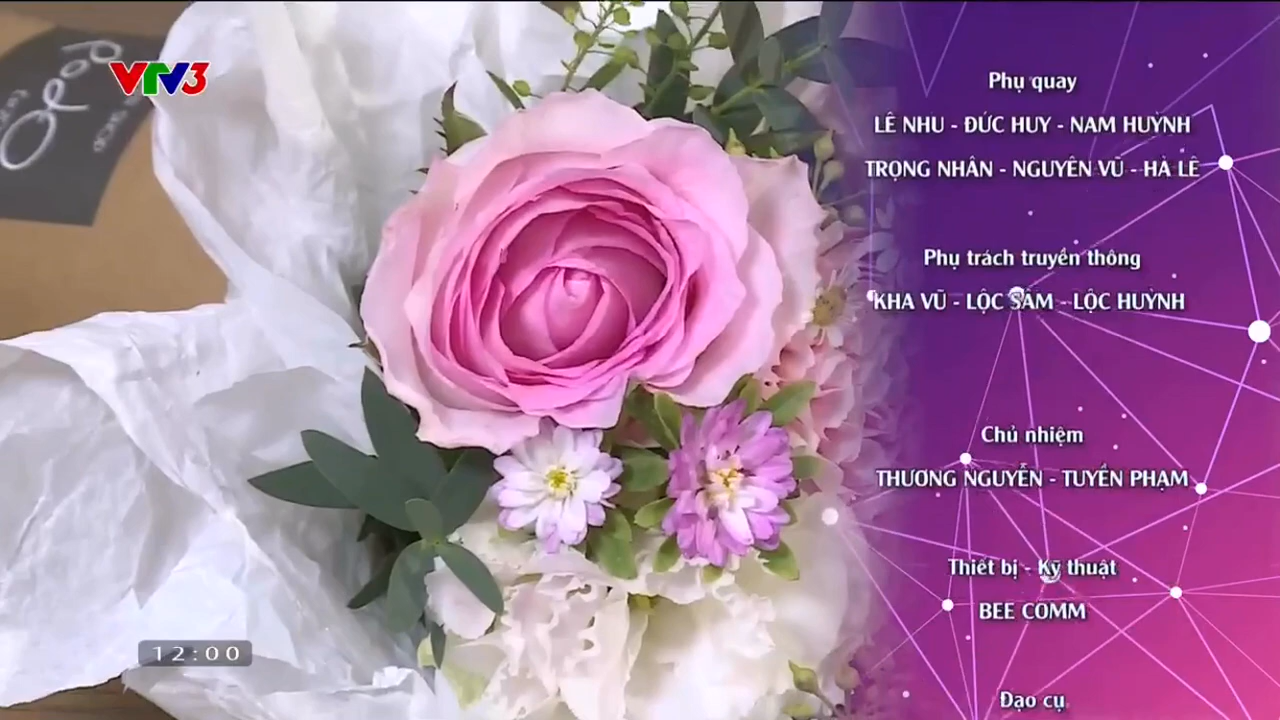 VTV3
Phụ quay
LÊ NHU - ĐỨC HUY - NAM HUỲNH
TRỌNG NHÂN - NGUYÊN VŨ - HÀ LÊ
Phụ trách truyền thông
KHA VŨ - LỘC SẦM - LỘC HUỲNH
Chủ nhiệm
THƯƠNG NGUYỄN - TUYỀN PHẠM
Thiết bị - Kỹ thuật
BEE COMM
12:00
Đạo cụ